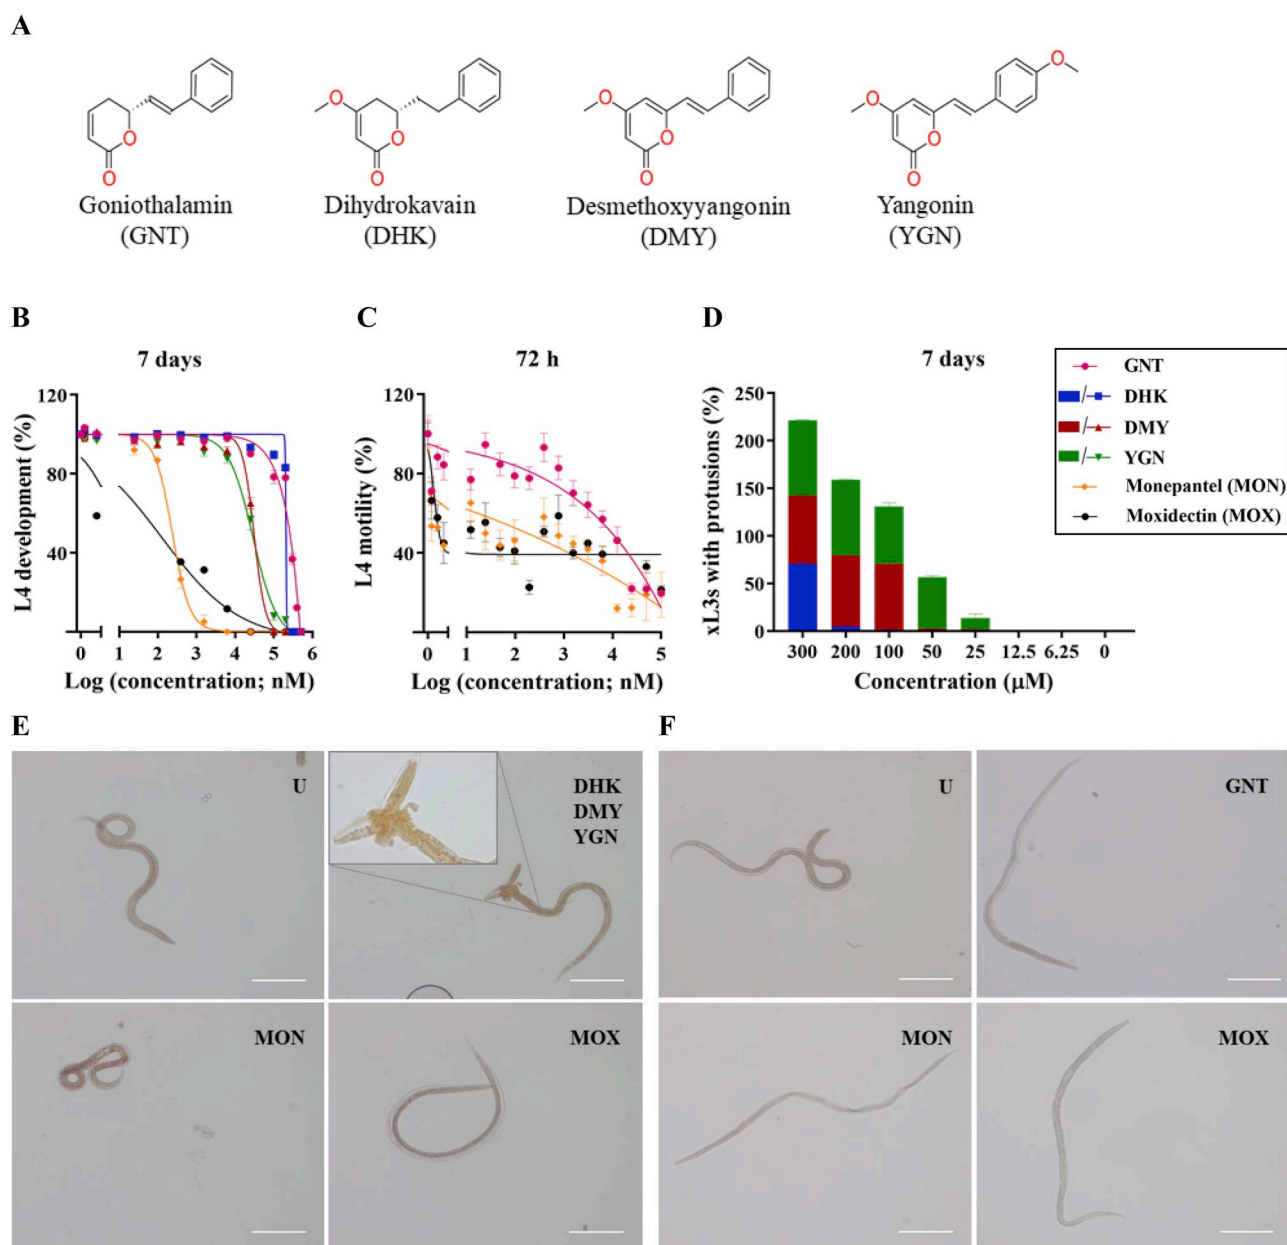 A
O
O
Goniothalamin
(GNT)
O
O
O
Dihydrokavain
(DHK)
O
O
O
Desmethoxyyangonin
(DMY)
O
O
O
O
Yangonin
(YGN)
B
7 days
L4 development (%)
120
80
40
0 1 2 3 4 5 6
Log (concentration; nM)
C
72 h
L4 motility (%)
120
80
40
0 1 2 3 4 5
Log (concentration; nM)
D
7 days
xL3s with protusions (%)
250
200
150
100
50
0
300 200 100 50 25 12.5 6.25 0
Concentration (µM)
GNT
/ DHK
/ DMY
/ YGN
Monepantel (MON)
Moxidectin (MOX)
E
U
DHK
DMY
YGN
MON
MOX
F
U
GNT
MON
MOX